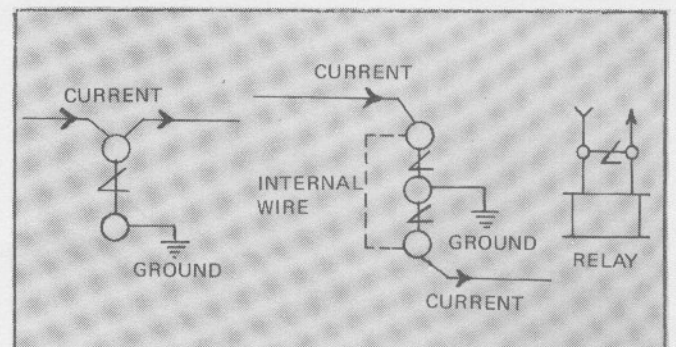 CURRENT
GROUND
CURRENT
INTERNAL
WIRE
GROUND
CURRENT
RELAY